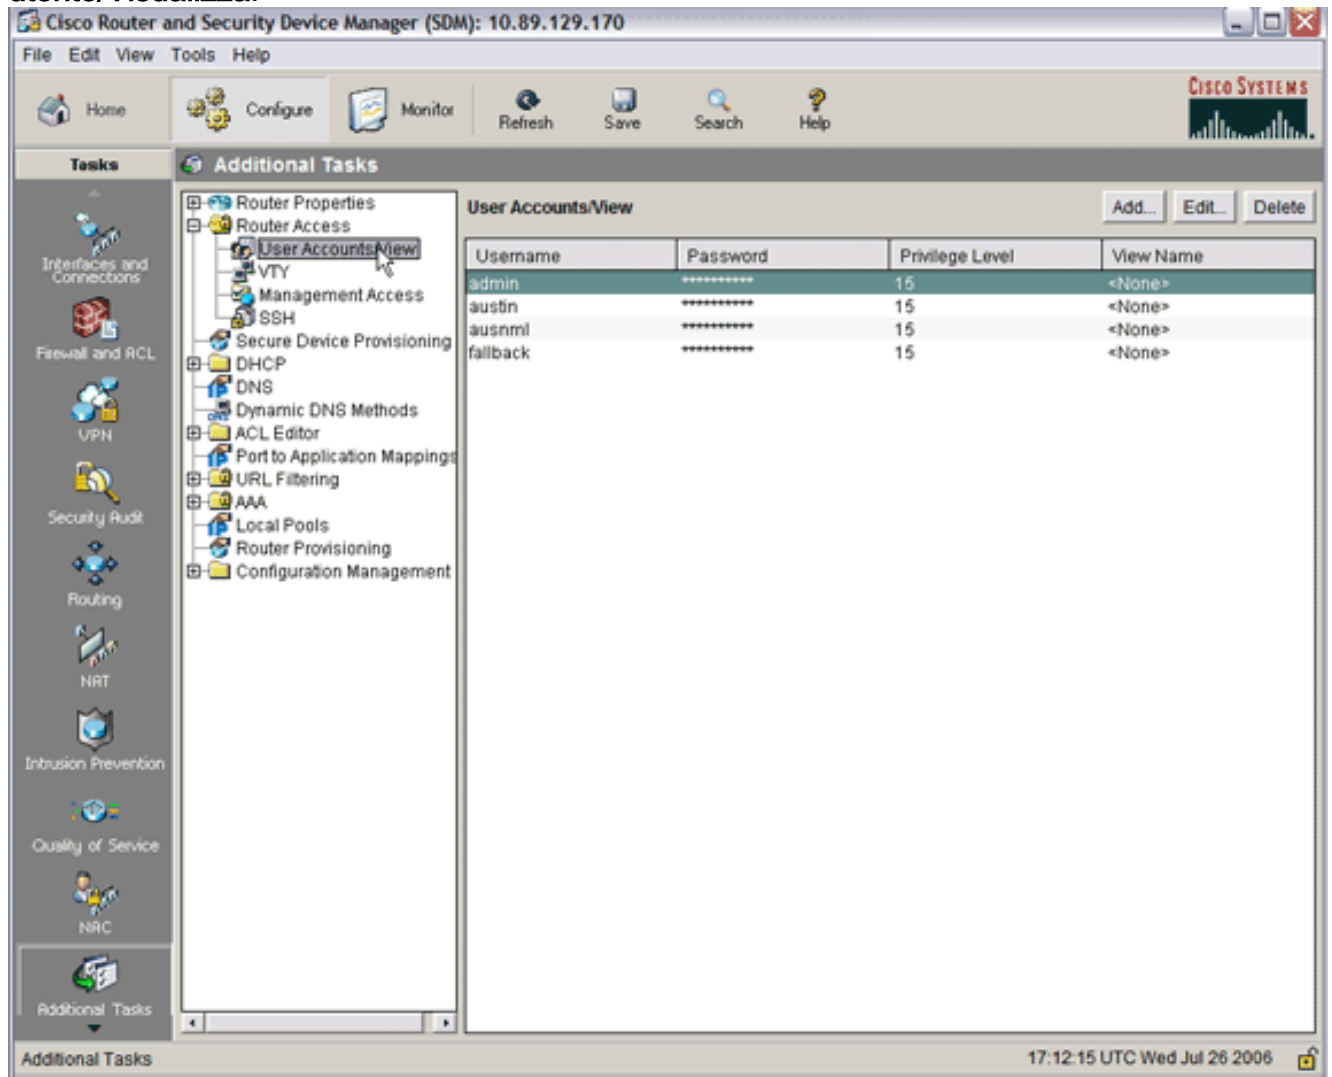 Cisco Router and Security Device Manager (SDM): 10.89.129.170
File Edit View Tools Help
Home Configure Monitor Refresh Save Search Help
CISCO SYSTEMS
Tasks
Additional Tasks
Interfaces and Connections
Firewall and ACL
VPN
Security Audit
Routing
NAT
Intrusion Prevention
Quality of Service
NAC
Additional Tasks
Router Properties
Router Access
User Accounts/View
VTY
Management Access
SSH
Secure Device Provisioning
DHCP
DNS
Dynamic DNS Methods
ACL Editor
Port to Application Mappings
URL Filtering
AAA
Local Pools
Router Provisioning
Configuration Management
User Accounts/View
Add... Edit... Delete
Username Password Privilege Level View Name
admin ********** 15 <None>
austin ********** 15 <None>
ausnml ********** 15 <None>
fallback ********** 15 <None>
Additional Tasks
17:12:15 UTC Wed Jul 26 2006